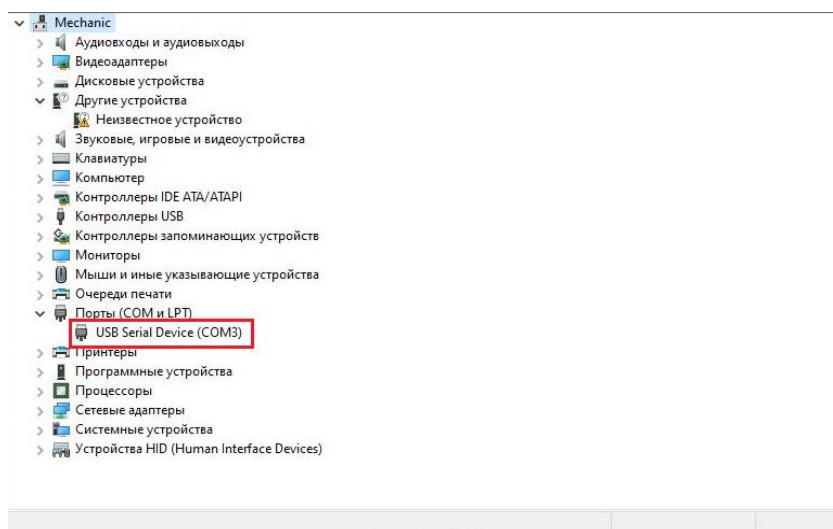 Mechanic
Аудиовходы и аудиовыходы
Видеоадаптеры
Дисковые устройства
Другие устройства
Неизвестное устройство
Звуковые, игровые и видеоустройства
Клавиатуры
Компьютер
Контроллеры IDE ATA/ATAPI
Контроллеры USB
Контроллеры запоминающих устройств
Мониторы
Мыши и иные указывающие устройства
Очереди печати
Порты (COM и LPT)
USB Serial Device (COM3)
Принтеры
Программные устройства
Процессоры
Сетевые адаптеры
Системные устройства
Устройства HID (Human Interface Devices)